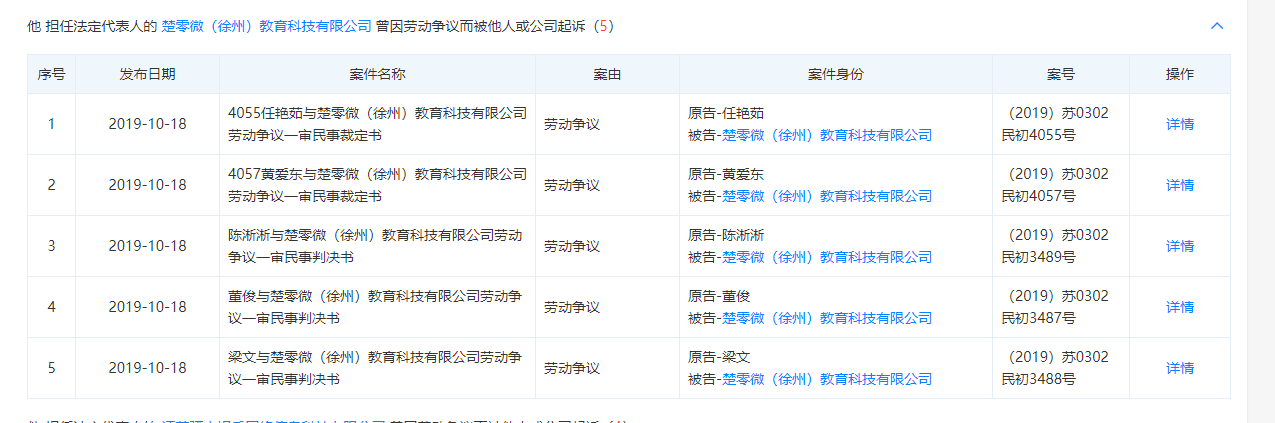 他 担任法定代表人的 楚零微（徐州）教育科技有限公司 曾因劳动争议而被他人或公司起诉（5）
序号 发布日期 案件名称 案由 案件身份 案号 操作
1 2019-10-18 4055任艳茹与楚零微（徐州）教育科技有限公司劳动争议一审民事裁定书 劳动争议 原告-任艳茹 被告-楚零微（徐州）教育科技有限公司 （2019）苏0302民初4055号 详情
2 2019-10-18 4057黄爱东与楚零微（徐州）教育科技有限公司劳动争议一审民事裁定书 劳动争议 原告-黄爱东 被告-楚零微（徐州）教育科技有限公司 （2019）苏0302民初4057号 详情
3 2019-10-18 陈淅淅与楚零微（徐州）教育科技有限公司劳动争议一审民事判决书 劳动争议 原告-陈淅淅 被告-楚零微（徐州）教育科技有限公司 （2019）苏0302民初3489号 详情
4 2019-10-18 董俊与楚零微（徐州）教育科技有限公司劳动争议一审民事判决书 劳动争议 原告-董俊 被告-楚零微（徐州）教育科技有限公司 （2019）苏0302民初3487号 详情
5 2019-10-18 梁文与楚零微（徐州）教育科技有限公司劳动争议一审民事判决书 劳动争议 原告-梁文 被告-楚零微（徐州）教育科技有限公司 （2019）苏0302民初3488号 详情